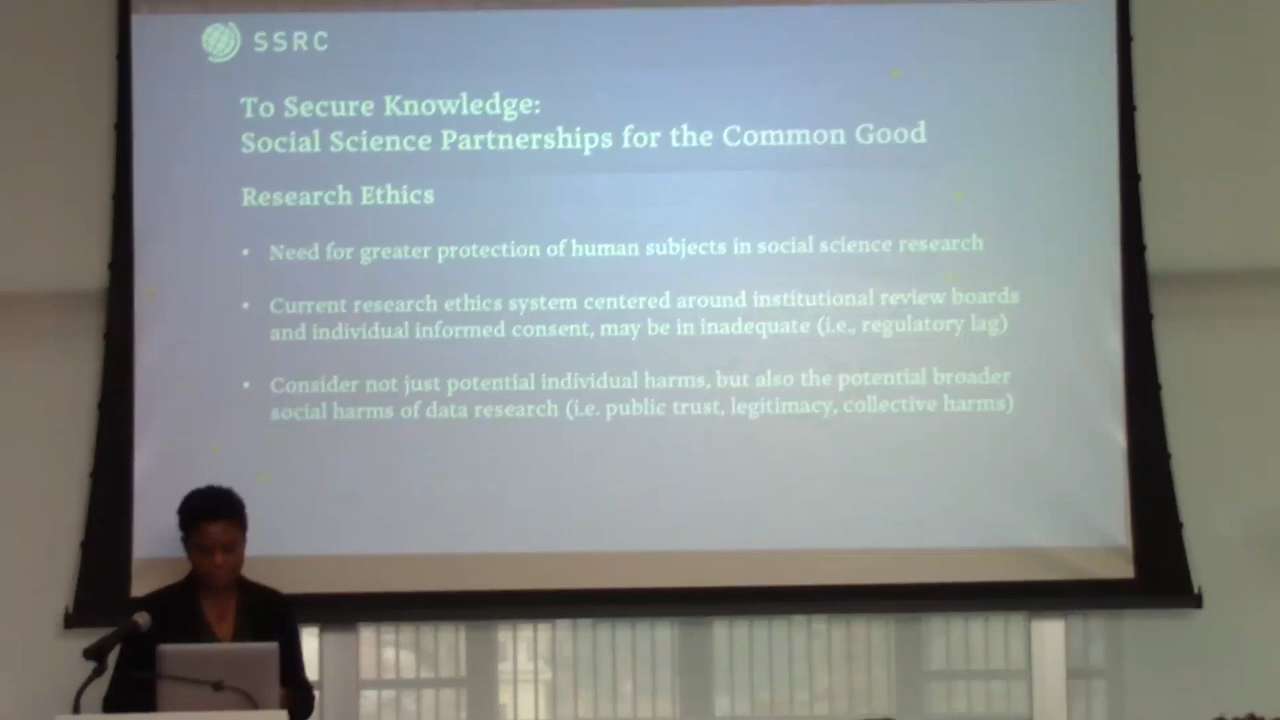 SSRC
To Secure Knowledge:
Social Science Partnerships for the Common Good
Research Ethics
• Need for greater protection of human subjects in social science research
• Current research ethics system centered around institutional review boards
and individual informed consent, may be in inadequate (i.e., regulatory lag)
• Consider not just potential individual harms, but also the potential broader
social harms of data research (i.e. public trust, legitimacy, collective harms)